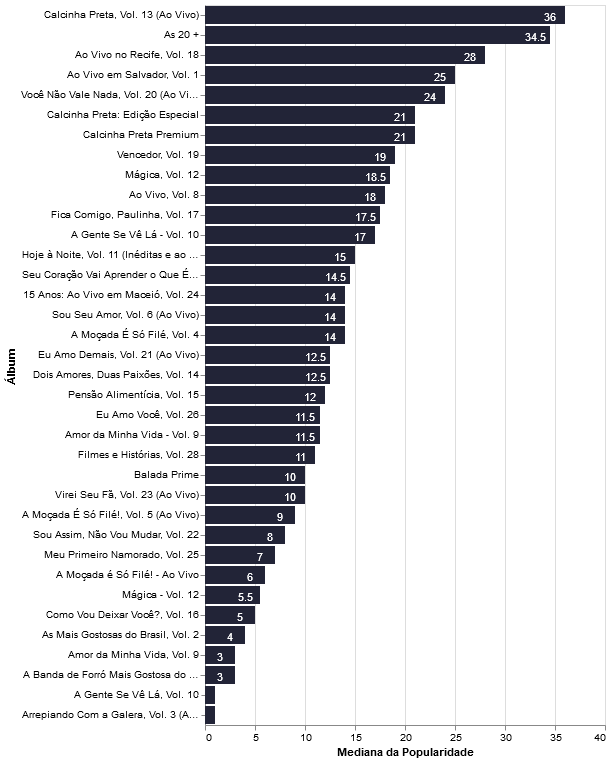 Calcinha Preta, Vol. 13 (Ao Vivo) 36
As 20 + 34.5
Ao Vivo no Recife, Vol. 18 28
Ao Vivo em Salvador, Vol. 1 25
Você Não Vale Nada, Vol. 20 (Ao Vi... 24
Calcinha Preta: Edição Especial 21
Calcinha Preta Premium 21
Vencedor, Vol. 19 19
Mágica, Vol. 12 18.5
Ao Vivo, Vol. 8 18
Fica Comigo, Paulinha, Vol. 17 17.5
A Gente Se Vê Lá - Vol. 10 17
Hoje à Noite, Vol. 11 (Inéditas e ao ... 15
Seu Coração Vai Aprender o Que É... 14.5
15 Anos: Ao Vivo em Maceió, Vol. 24 14
Sou Seu Amor, Vol. 6 (Ao Vivo) 14
A Moçada É Só Filé, Vol. 4 14
Eu Amo Demais, Vol. 21 (Ao Vivo) 12.5
Dois Amores, Duas Paixões, Vol. 14 12.5
Pensão Alimentícia, Vol. 15 12
Eu Amo Você, Vol. 26 11.5
Amor da Minha Vida - Vol. 9 11.5
Filmes e Histórias, Vol. 28 11
Balada Prime 10
Virei Seu Fã, Vol. 23 (Ao Vivo) 10
A Moçada É Só Filé!, Vol. 5 (Ao Vivo) 9
Sou Assim, Não Vou Mudar, Vol. 22 8
Meu Primeiro Namorado, Vol. 25 7
A Moçada é Só Filé! - Ao Vivo 6
Mágica - Vol. 12 5.5
Como Vou Deixar Você?, Vol. 16 5
As Mais Gostosas do Brasil, Vol. 2 4
Amor da Minha Vida, Vol. 9 3
A Banda de Forró Mais Gostosa do ... 3
A Gente Se Vê Lá, Vol. 10
Arrepiando Com a Galera, Vol. 3 (A...
Álbum
0 5 10 15 20 25 30 35 40
Mediana da Popularidade